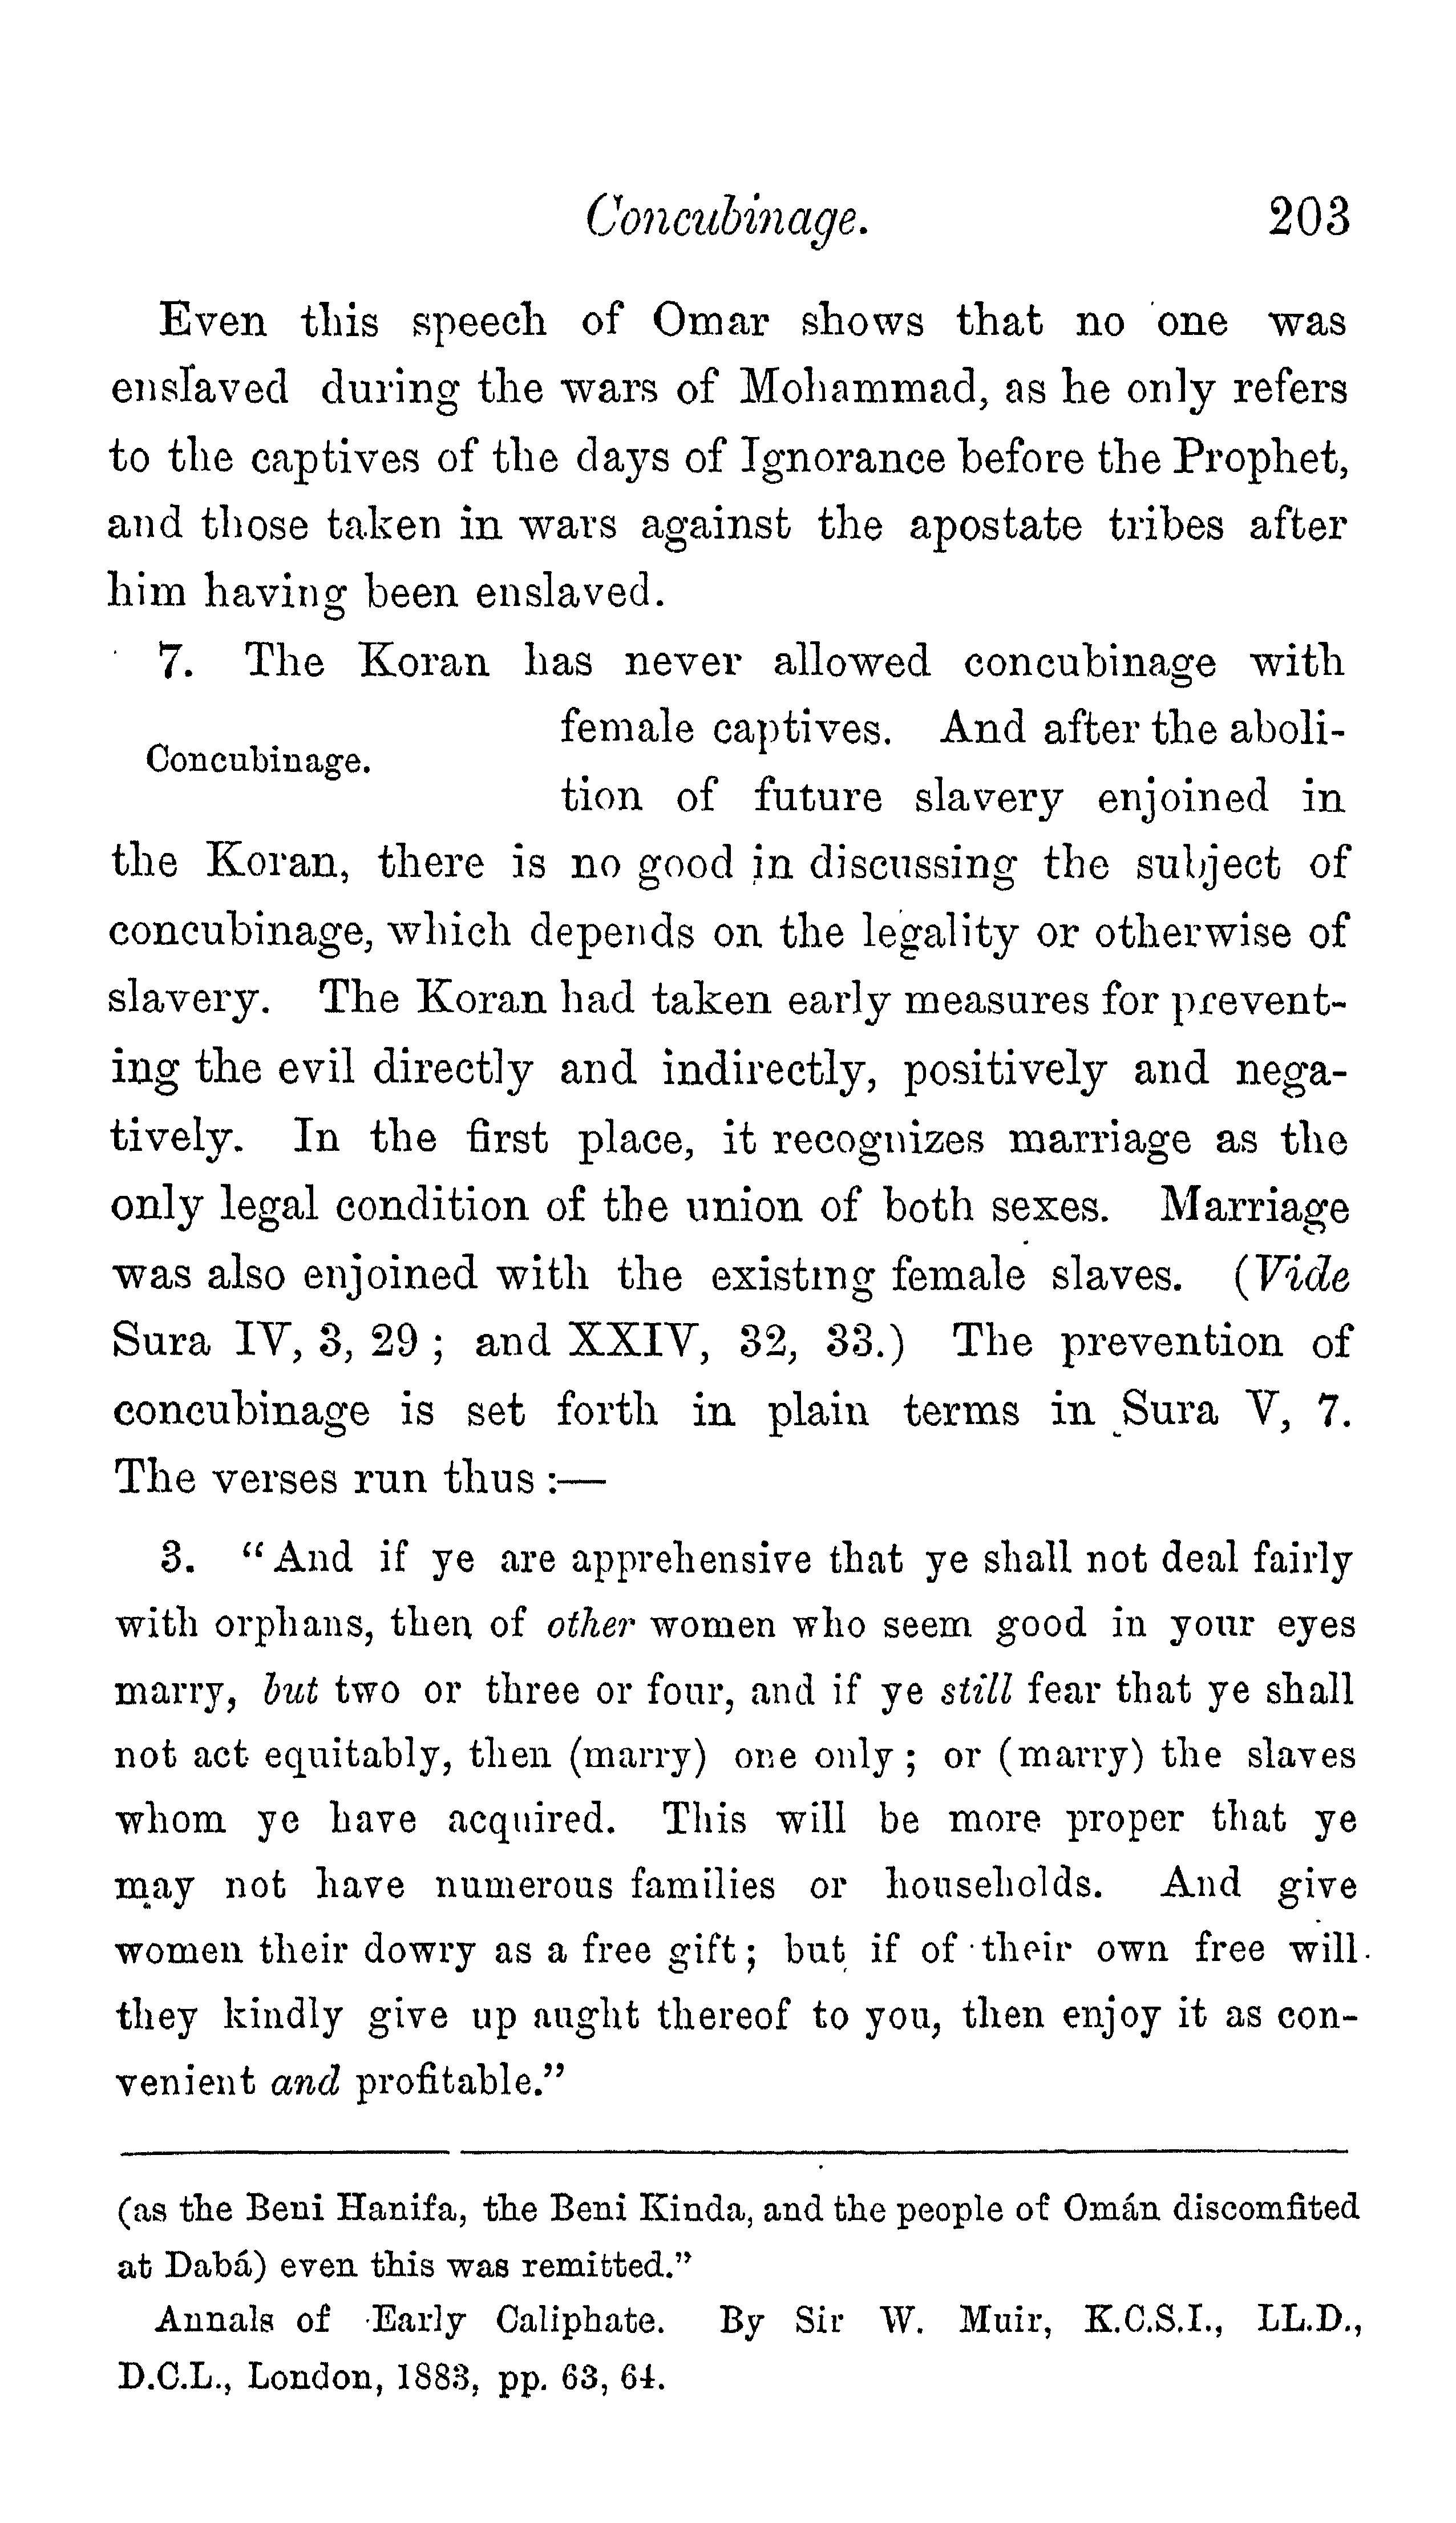 Concubinage. 203
Even this speech of Omar shows that no one was
enslaved during the wars of Mohammad, as he only refers
to the captives of the days of Ignorance before the Prophet,
and those taken in wars against the apostate tribes after
him having been enslaved.
7. The Koran has never allowed concubinage with
Concubinage.
female captives. And after the aboli-
tion of future slavery enjoined in
the Koran, there is no good in discussing the subject of
concubinage, which depends on the legality or otherwise of
slavery. The Koran had taken early measures for prevent-
ing the evil directly and indirectly, positively and nega-
tively. In the first place, it recognizes marriage as the
only legal condition of the union of both sexes. Marriage
was also enjoined with the existing female slaves. (Vide
Sura IV, 3, 29 ; and XXIV, 32, 33.) The prevention of
concubinage is set forth in plain terms in Sura V, 7.
The verses run thus :—
3. “And if ye are apprehensive that ye shall not deal fairly
with orphans, then of other women who seem good in your eyes
marry, but two or three or four, and if ye still fear that ye shall
not act equitably, then (marry) one only ; or (marry) the slaves
whom ye have acquired. This will be more proper that ye
may not have numerous families or households. And give
women their dowry as a free gift ; but if of their own free will
they kindly give up aught thereof to you, then enjoy it as con-
venient and profitable.”
(as the Beni Hanifa, the Beni Kinda, and the people of Omán discomfited
at Dabá) even this was remitted.”
Annals of Early Caliphate. By Sir W. Muir, K.C.S.I., LL.D.,
D.C.L., London, 1883, pp. 63, 64.